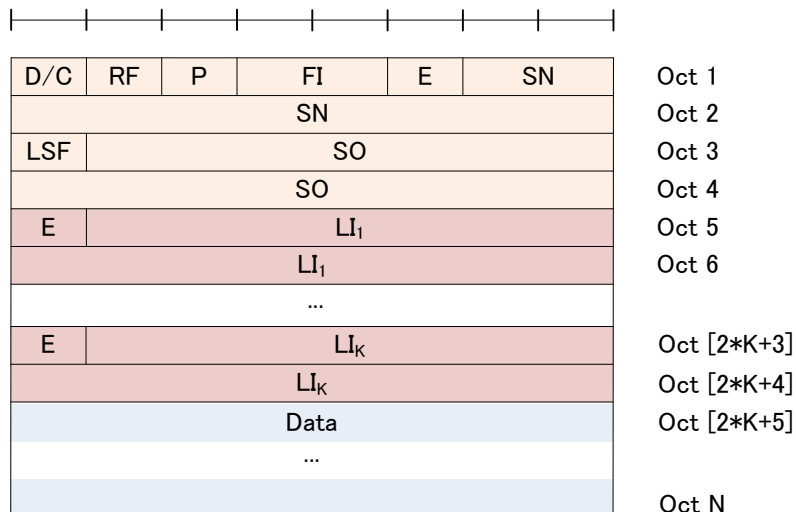 D/C RF P FI E SN Oct 1
SN Oct 2
LSF SO Oct 3
SO Oct 4
E LI₁ Oct 5
LI₁ Oct 6
...
E LIK Oct [2*K+3]
LIK Oct [2*K+4]
Data Oct [2*K+5]
...
Oct N